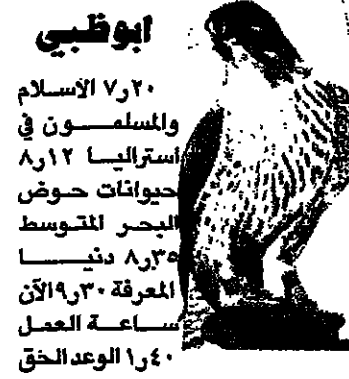 ابوظبي
٢٠ر٧ الأسلام
والمسلمون في
استراليا ١٢ر٨
حيوانات حوض
البحر المتوسط
٣٥ر٨ دنيا
المعرفة ٣٠ر٩ الآن
ساعة العمل
٤٠ر١ الوعد الحق